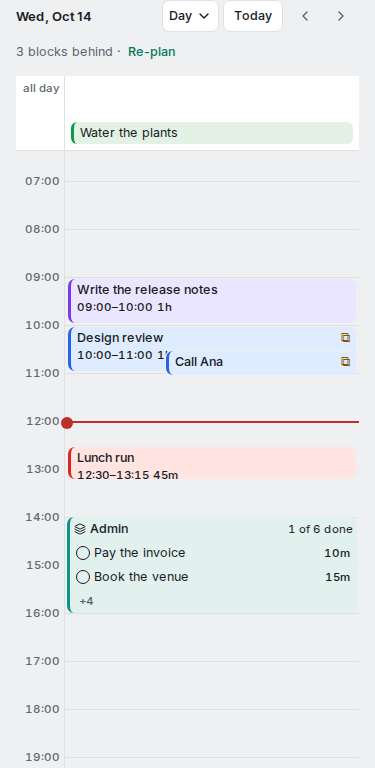 Wed, Oct 14
Day
Today
3 blocks behind · Re-plan
all day
Water the plants
07:00
08:00
09:00
Write the release notes
09:00–10:00 1h
10:00
Design review
10:00–11:00 1
Call Ana
11:00
12:00
Lunch run
12:30–13:15 45m
13:00
14:00
Admin
1 of 6 done
Pay the invoice
10m
15:00
Book the venue
15m
+4
16:00
17:00
18:00
19:00